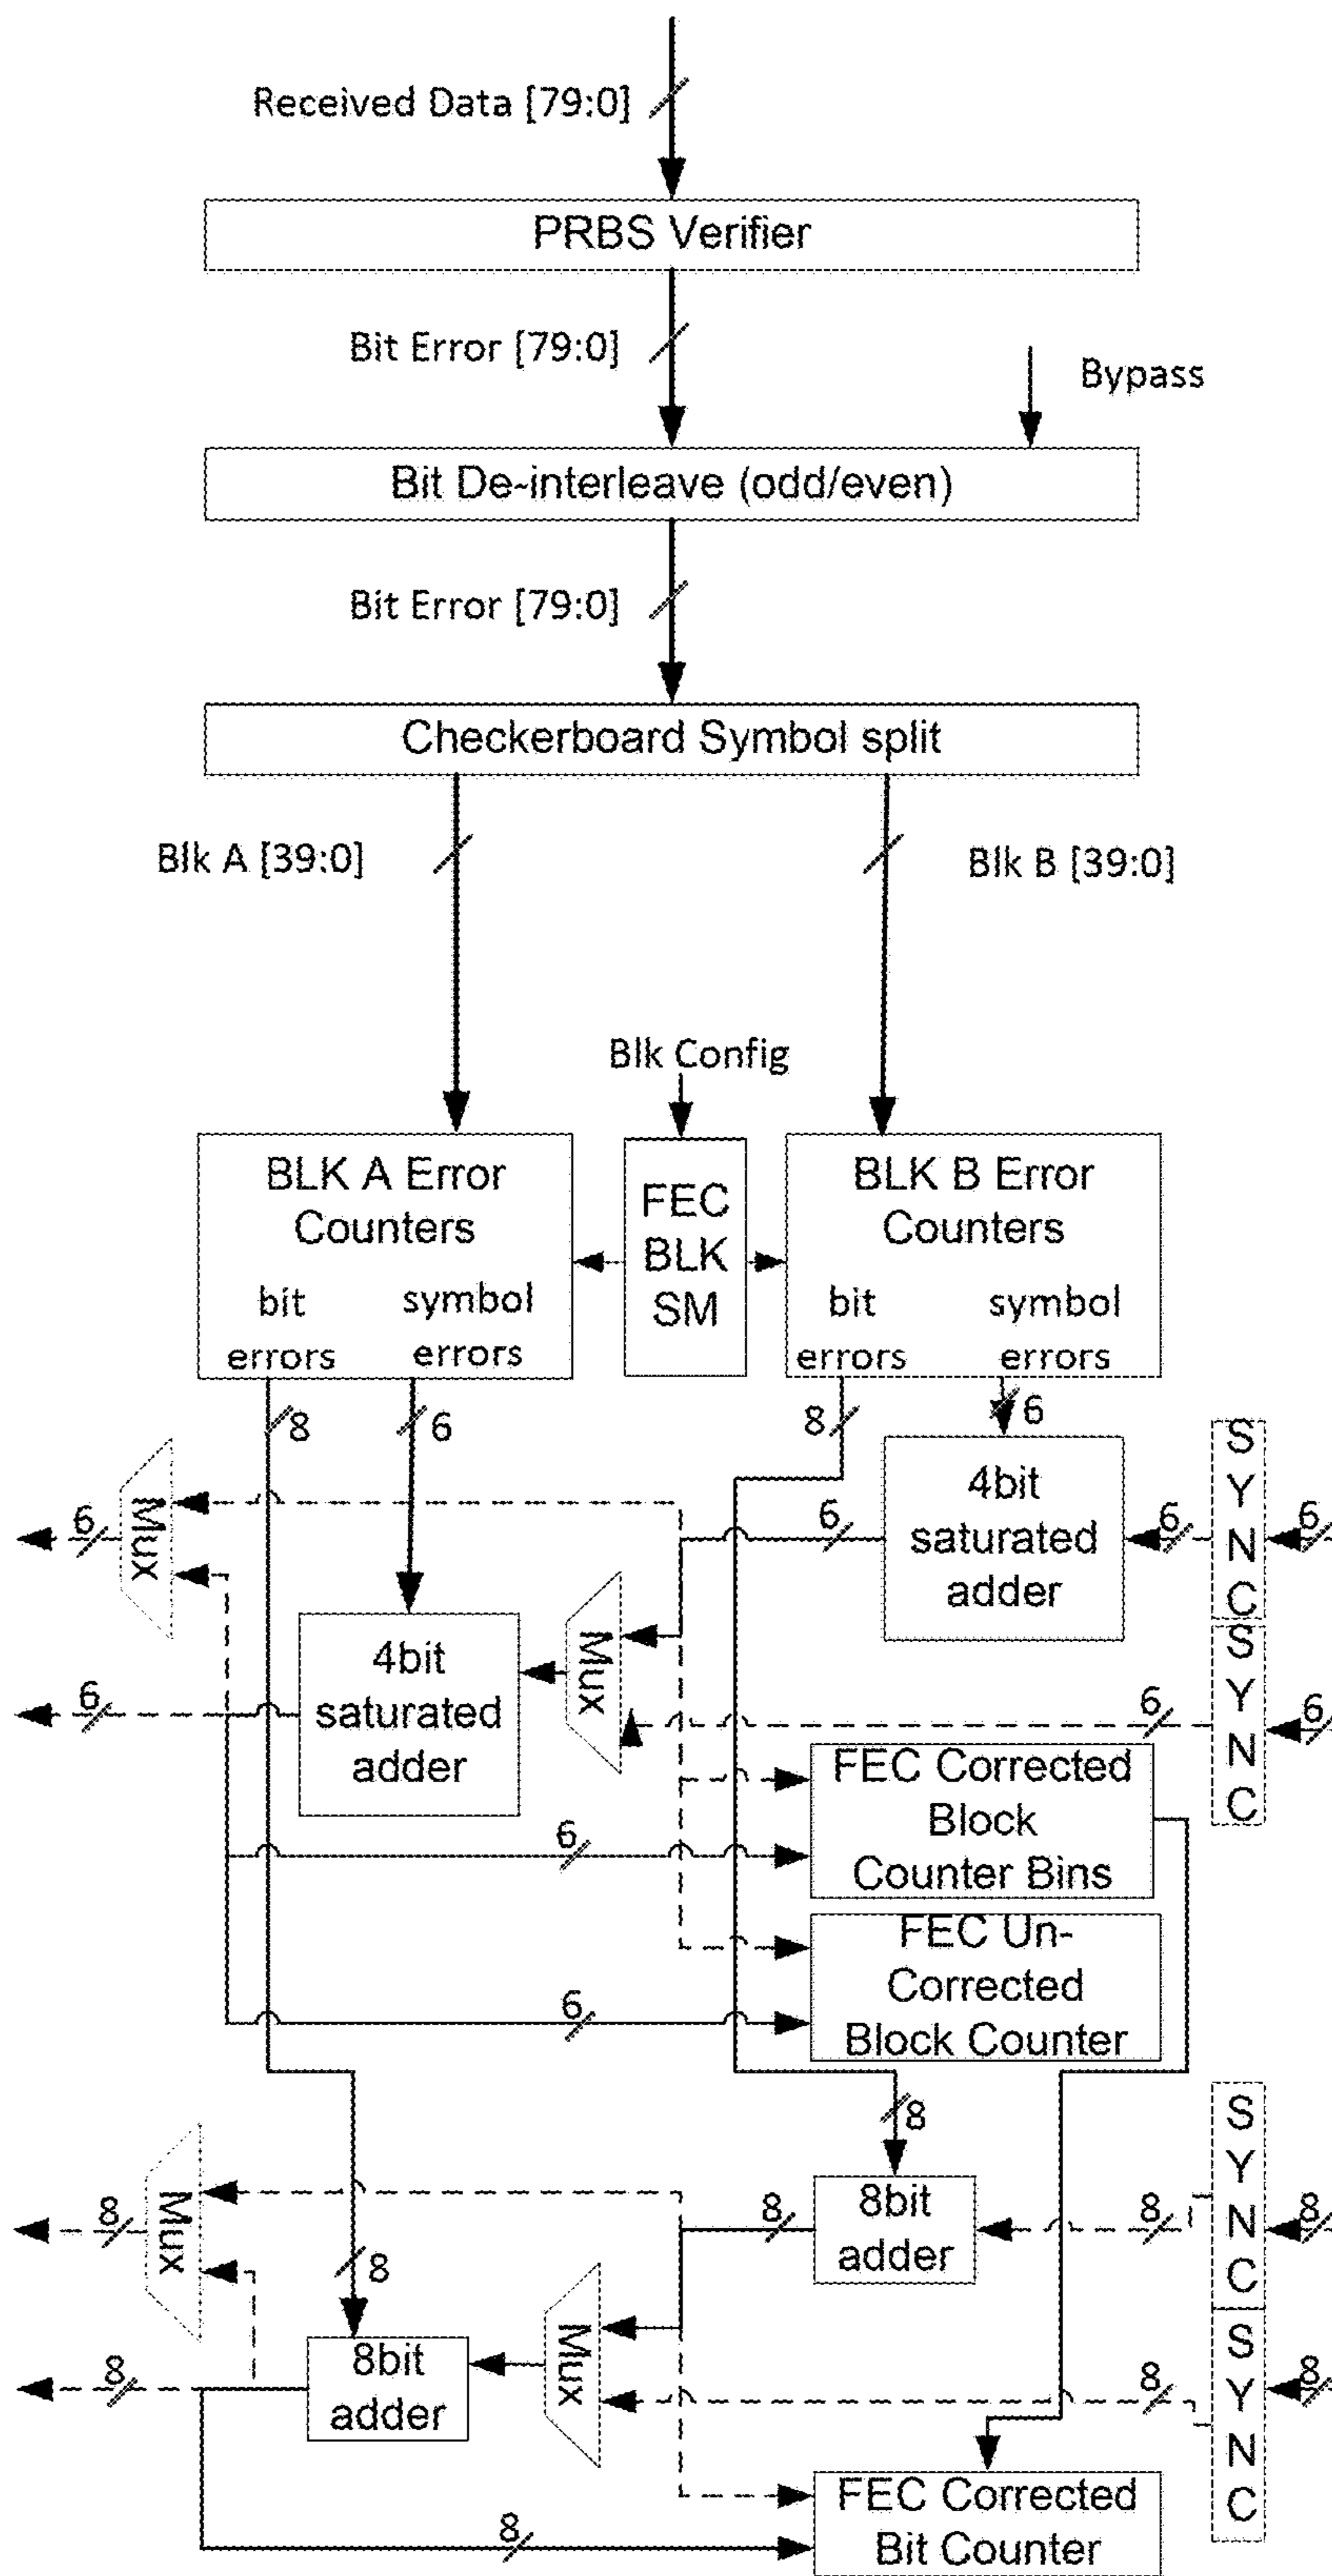 Received Data [79:0]
PRBS Verifier
Bit Error [79:0]
Bypass
Bit De-interleave (odd/even)
Bit Error [79:0]
Checkerboard Symbol split
Blk A [39:0]
Blk B [39:0]
Blk Config
BLK A Error
Counters
bit
errors
symbol
errors
FEC
BLK
SM
BLK B Error
Counters
bit
errors
symbol
errors
8
6
8
6
4bit
saturated
adder
S
Y
N
C
6
6
6
6
Mux
Mux
4bit
saturated
adder
6
6
6
S
Y
N
C
FEC Corrected
Block
Counter Bins
6
FEC Un-
Corrected
Block Counter
6
8
8bit
adder
S
Y
N
C
8
8
8
8
Mux
8
8bit
adder
Mux
8
8
8
S
Y
N
C
FEC Corrected
Bit Counter
8